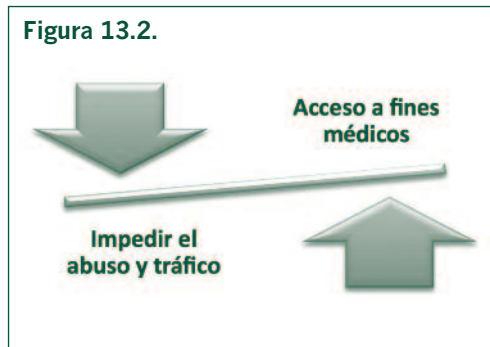 Figura 13.2.
Acceso a fines
médicos
Impedir el
abuso y tráfico